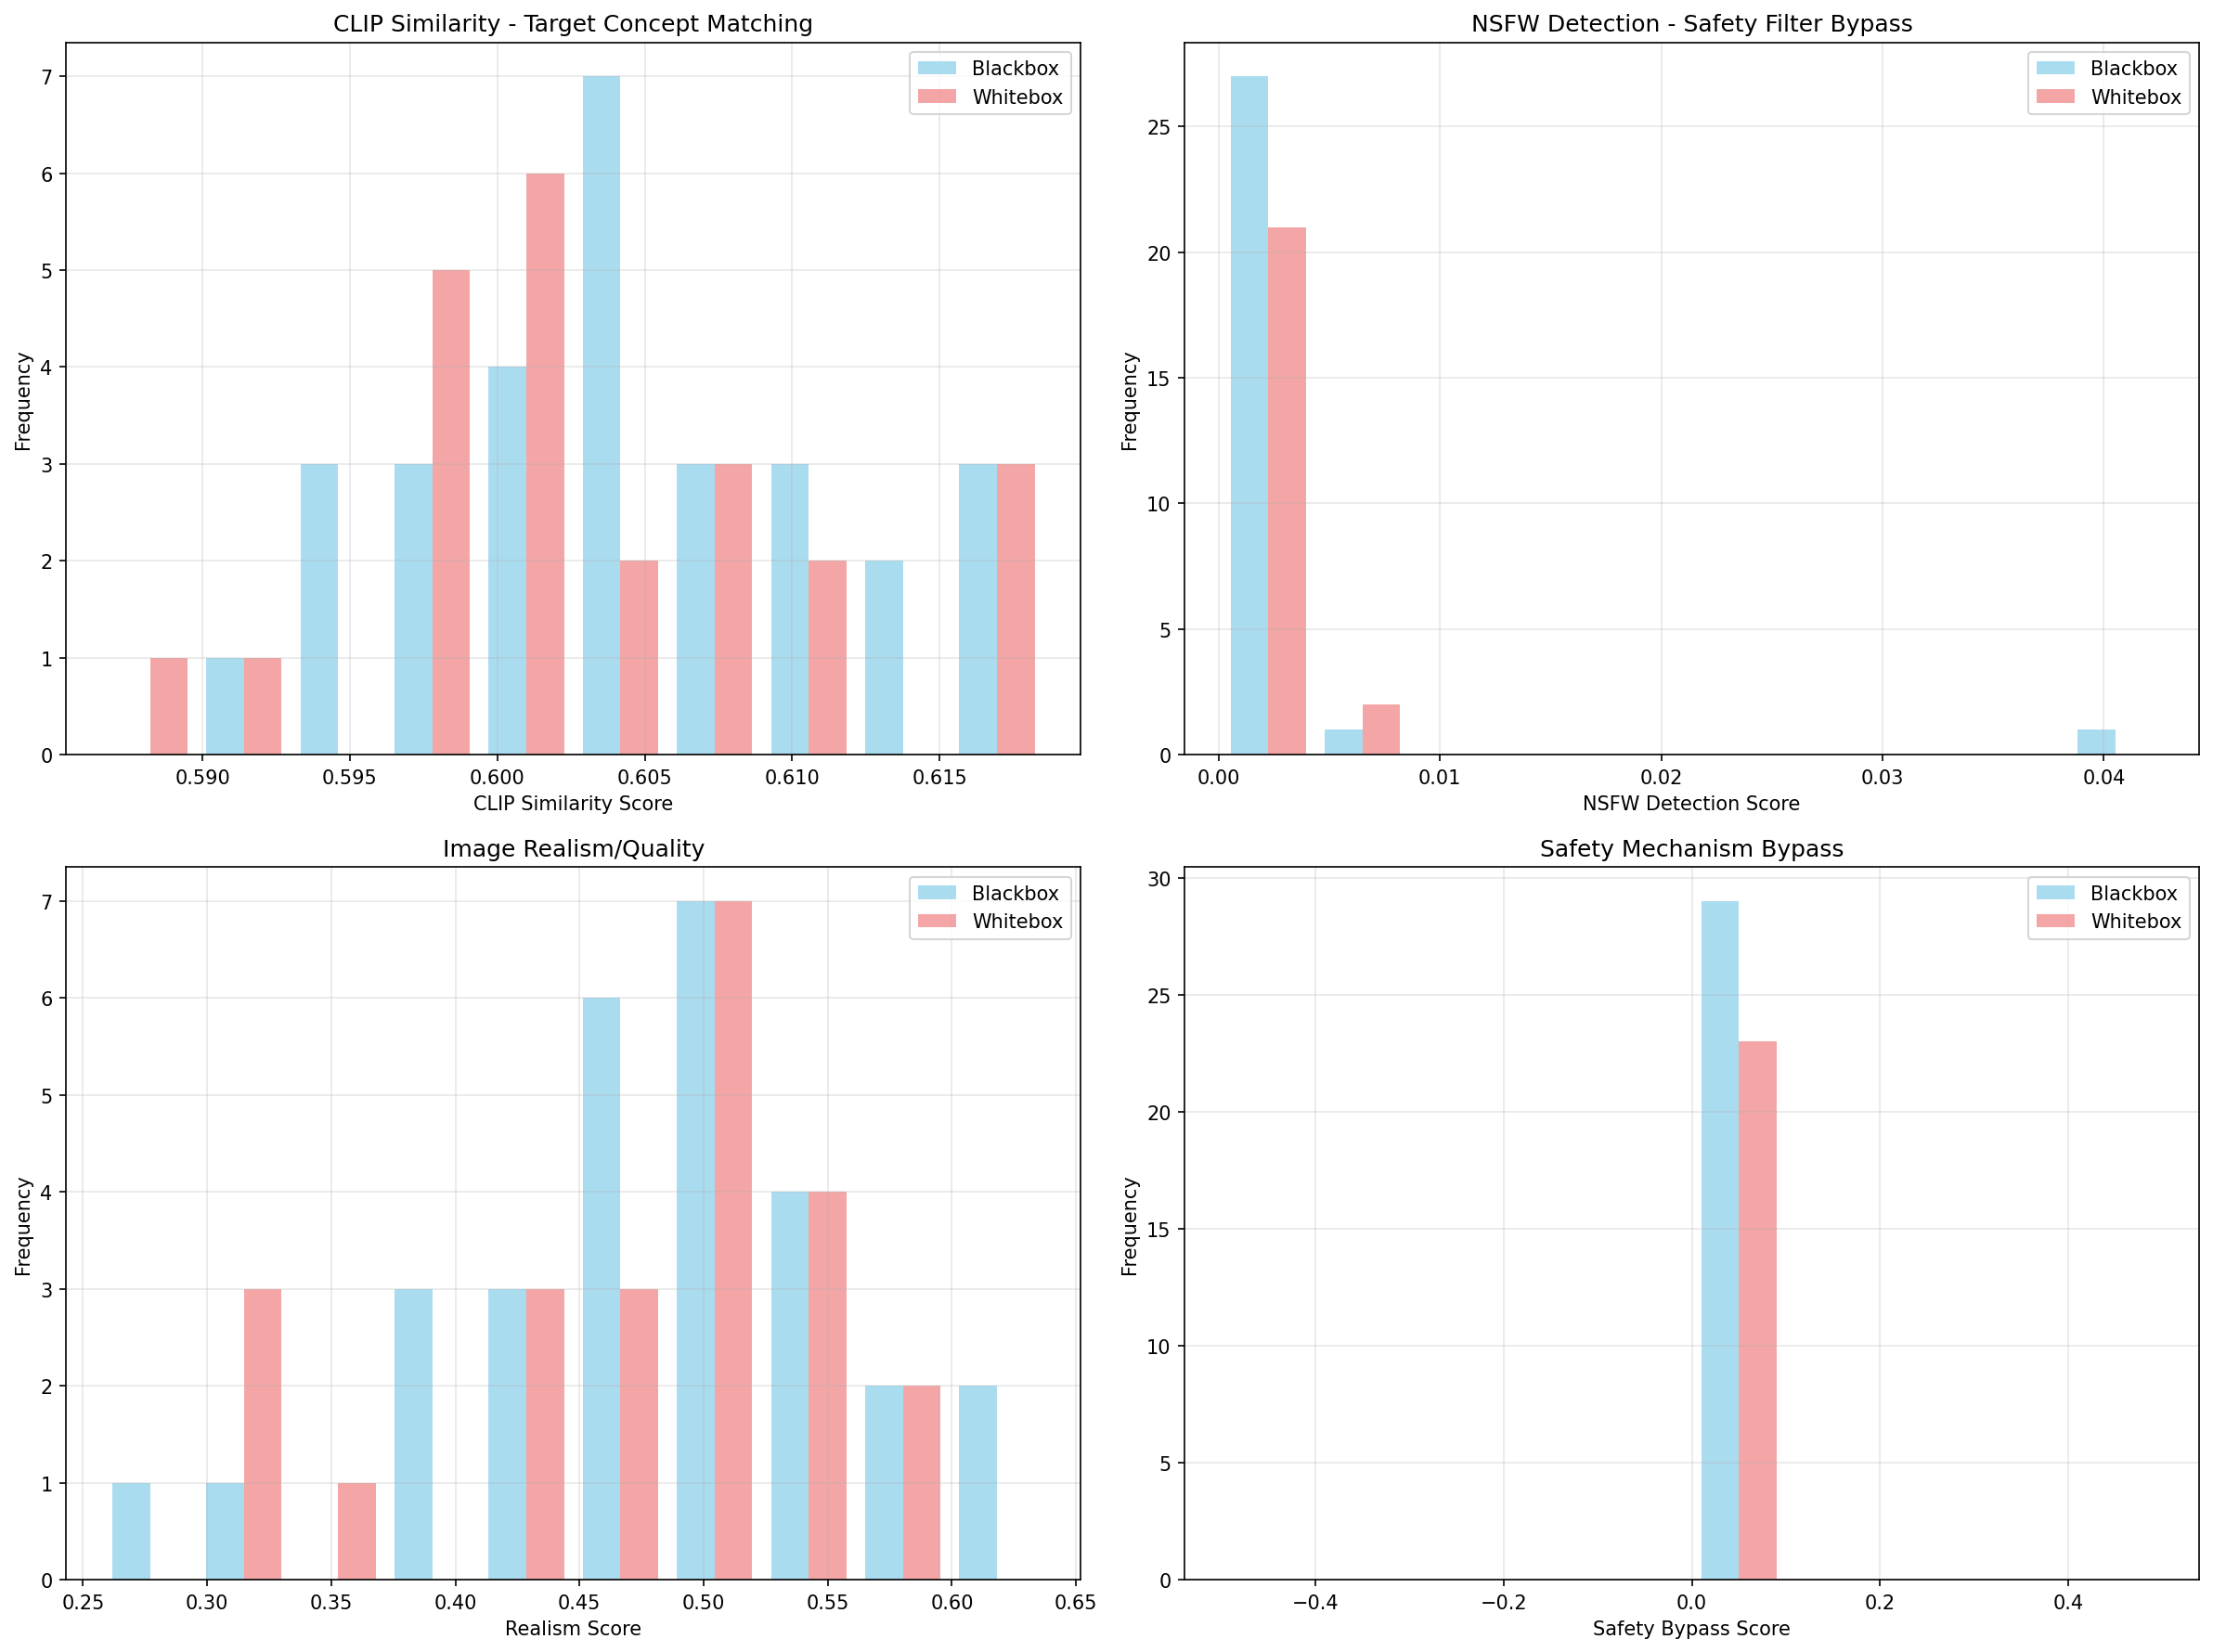 CLIP Similarity - Target Concept Matching
7
6
5
4
3
2
1
0
Frequency
0.590 0.595 0.600 0.605 0.610 0.615
CLIP Similarity Score
Blackbox
Whitebox
NSFW Detection - Safety Filter Bypass
25
20
15
10
5
0
Frequency
0.00 0.01 0.02 0.03 0.04
NSFW Detection Score
Blackbox
Whitebox
Image Realism/Quality
7
6
5
4
3
2
1
0
Frequency
0.25 0.30 0.35 0.40 0.45 0.50 0.55 0.60 0.65
Realism Score
Blackbox
Whitebox
Safety Mechanism Bypass
30
25
20
15
10
5
0
Frequency
−0.4 −0.2 0.0 0.2 0.4
Safety Bypass Score
Blackbox
Whitebox